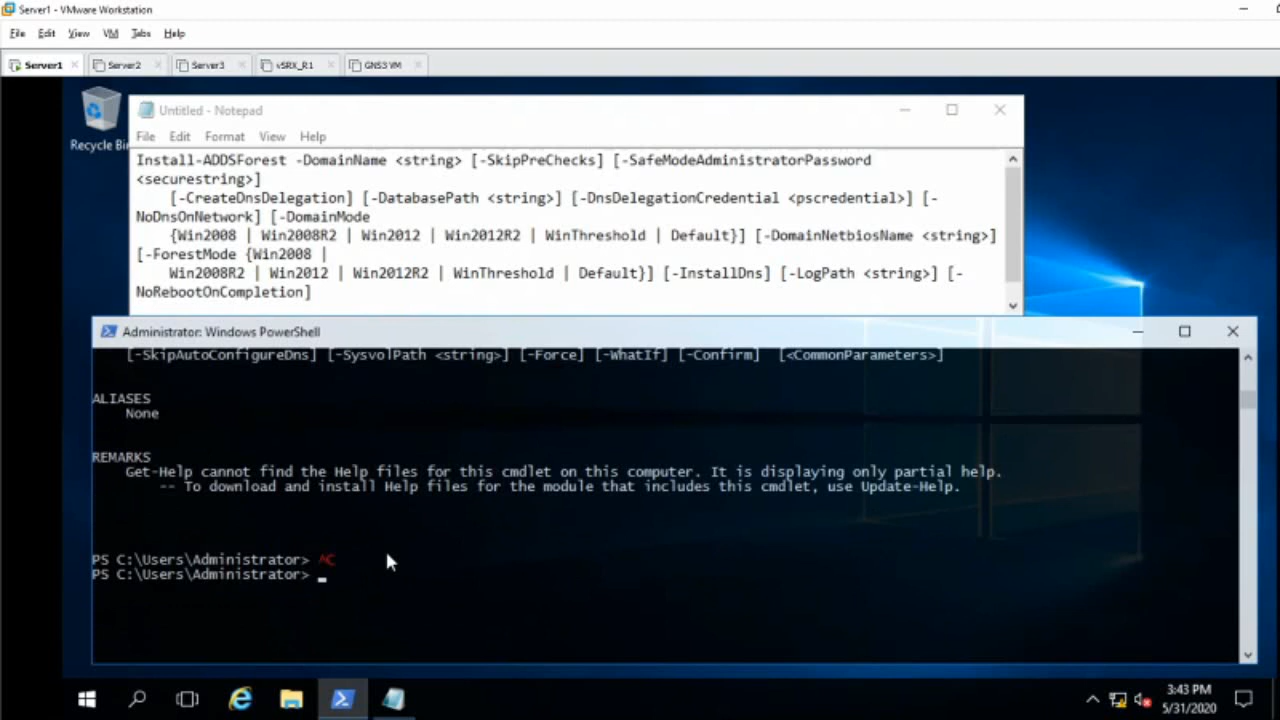 Server1 - VMware Workstation
File Edit View VM Tabs Help
Server1 Server2 Server3 vSRX_R1 GNS3 VM
Recycle Bin
Untitled - Notepad
File Edit Format View Help
Install-ADDSForest -DomainName <string> [-SkipPreChecks] [-SafeModeAdministratorPassword
<securestring>]
[-CreateDnsDelegation] [-DatabasePath <string>] [-DnsDelegationCredential <pscredential>] [-
NoDnsOnNetwork] [-DomainMode
{Win2008 | Win2008R2 | Win2012 | Win2012R2 | WinThreshold | Default}] [-DomainNetbiosName <string>]
[-ForestMode {Win2008 |
Win2008R2 | Win2012 | Win2012R2 | WinThreshold | Default}] [-InstallDns] [-LogPath <string>] [-
NoRebootOnCompletion]
Administrator: Windows PowerShell
[-SkipAutoConfigureDns] [-SysvolPath <string>] [-Force] [-WhatIf] [-Confirm] [<CommonParameters>]
ALIASES
None
REMARKS
Get-Help cannot find the Help files for this cmdlet on this computer. It is displaying only partial help.
-- To download and install Help files for the module that includes this cmdlet, use Update-Help.
PS C:\Users\Administrator> ^C
PS C:\Users\Administrator> _
3:43 PM
5/31/2020